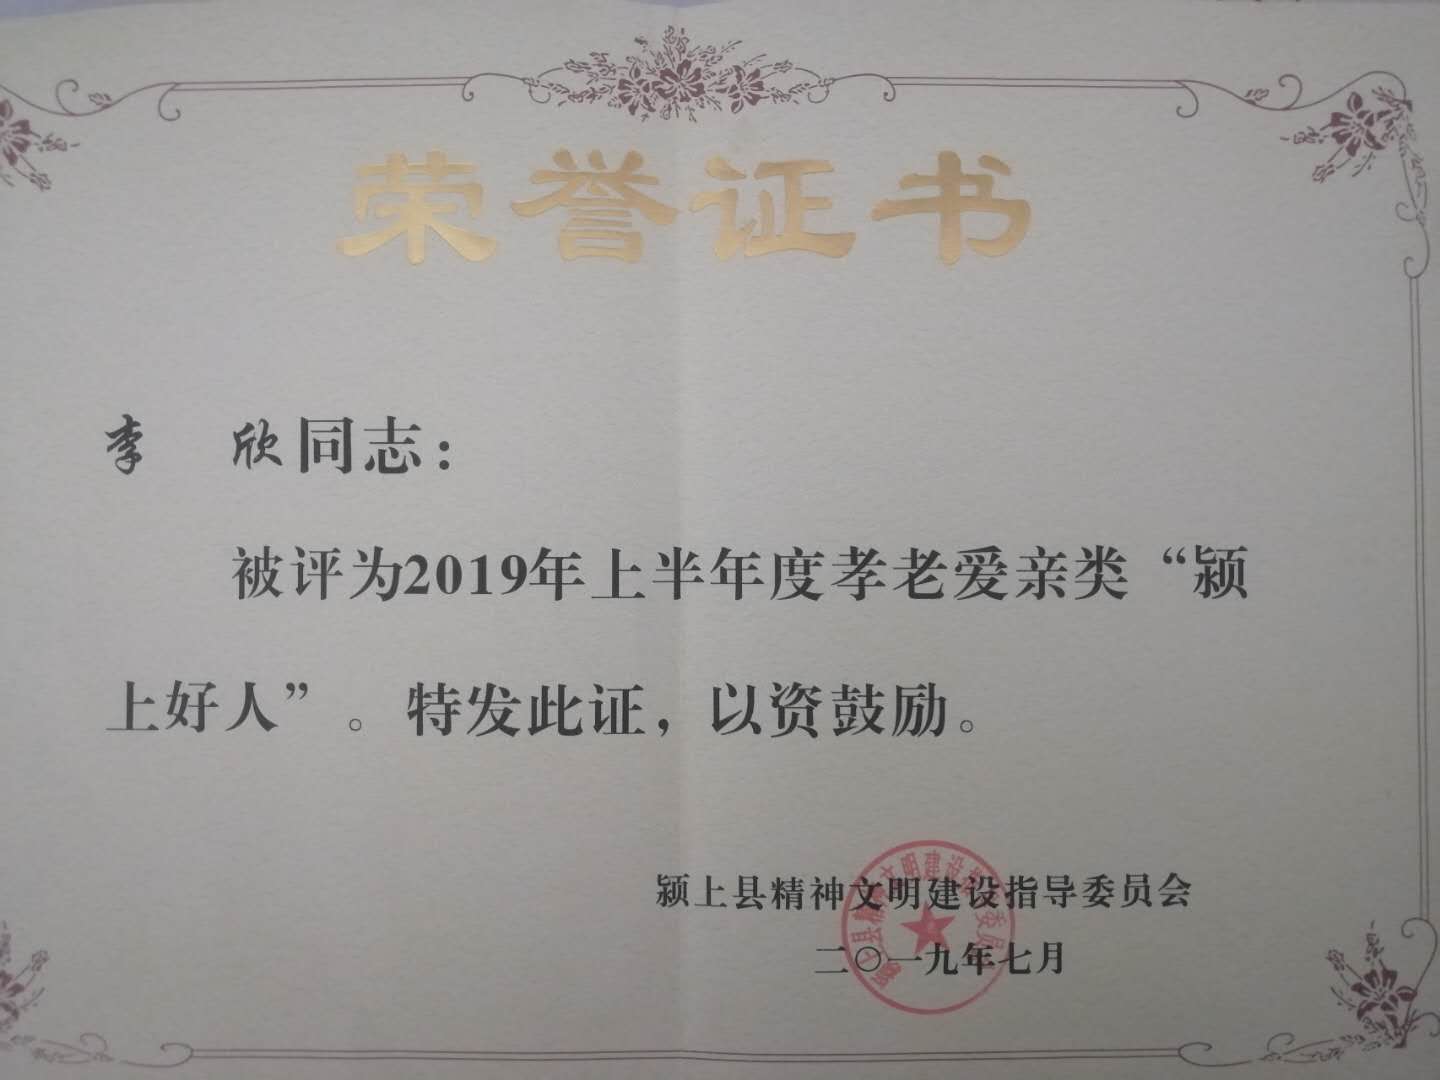 荣誉证书
李 欣同志：
被评为2019年上半年度孝老爱亲类“颍
上好人”。特发此证，以资鼓励。
颍上县精神文明建设指导委员会
二〇一九年七月